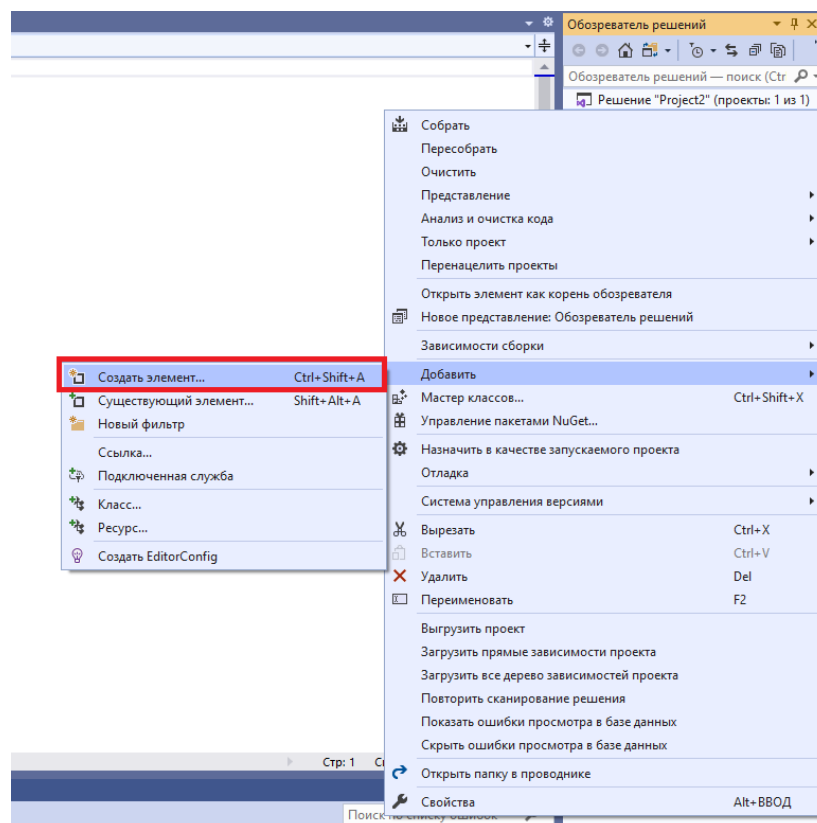 Обозреватель решений
Обозреватель решений — поиск (Ctr
Решение "Project2" (проекты: 1 из 1)
Собрать
Пересобрать
Очистить
Представление
Анализ и очистка кода
Только проект
Перенацелить проекты
Открыть элемент как корень обозревателя
Новое представление: Обозреватель решений
Зависимости сборки
Добавить
Мастер классов... Ctrl+Shift+X
Управление пакетами NuGet...
Назначить в качестве запускаемого проекта
Отладка
Система управления версиями
Вырезать Ctrl+X
Вставить Ctrl+V
Удалить Del
Переименовать F2
Выгрузить проект
Загрузить прямые зависимости проекта
Загрузить все дерево зависимостей проекта
Повторить сканирование решения
Показать ошибки просмотра в базе данных
Скрыть ошибки просмотра в базе данных
Открыть папку в проводнике
Свойства Alt+ВВОД
Создать элемент... Ctrl+Shift+A
Существующий элемент... Shift+Alt+A
Новый фильтр
Ссылка...
Подключенная служба
Класс...
Ресурс...
Создать EditorConfig
Стр: 1
Поиск по списку ошибок